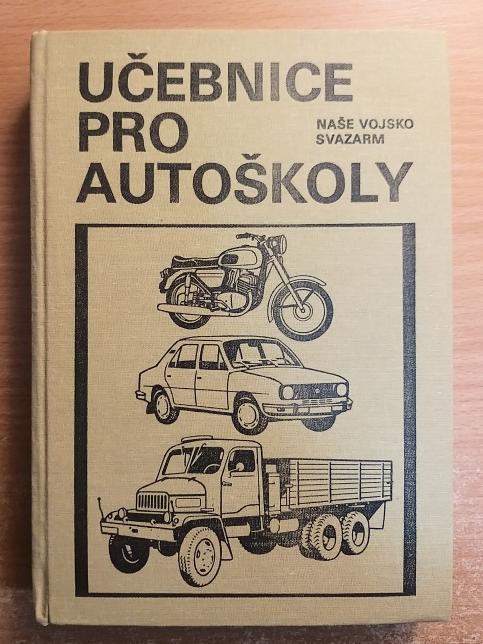 UČEBNICE
PRO
AUTOŠKOLY
NAŠE VOJSKO
SVAZARM